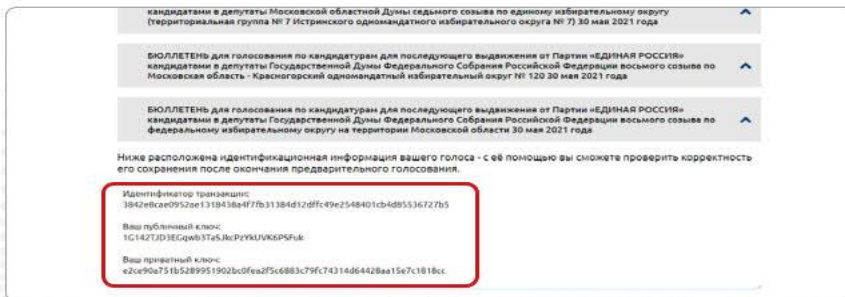 кандидатами в депутаты Московской областной Думы седьмого созыва по единому избирательному округу
(территориальная группа № 7 Истринского одномандатного избирательного округа № 7) 30 мая 2021 года
БЮЛЛЕТЕНЬ для голосования по кандидатурам для последующего выдвижения от Партии «ЕДИНАЯ РОССИЯ»
кандидатами в депутаты Государственной Думы Федерального Собрания Российской Федерации восьмого созыва по
Московская область - Красногорский одномандатный избирательный округ № 120 30 мая 2021 года
БЮЛЛЕТЕНЬ для голосования по кандидатурам для последующего выдвижения от Партии «ЕДИНАЯ РОССИЯ»
кандидатами в депутаты Государственной Думы Федерального Собрания Российской Федерации восьмого созыва по
федеральному избирательному округу на территории Московской области 30 мая 2021 года
Ниже расположена идентификационная информация вашего голоса - с её помощью вы сможете проверить корректность
его сохранения после окончания предварительного голосования.
Идентификатор транзакции:
3842e8cae0952ae1318438a4f7fb31384d12dffc49e2548401cb4d85536727b5
Ваш публичный ключ:
1G142TJD3EGqwb3TaSJkcPzYkUVK6PSFuk
Ваш приватный ключ:
e2ce90a751b5289951902bc0fea2f5c6883c79fc74314d64428aa15e7c1818cc